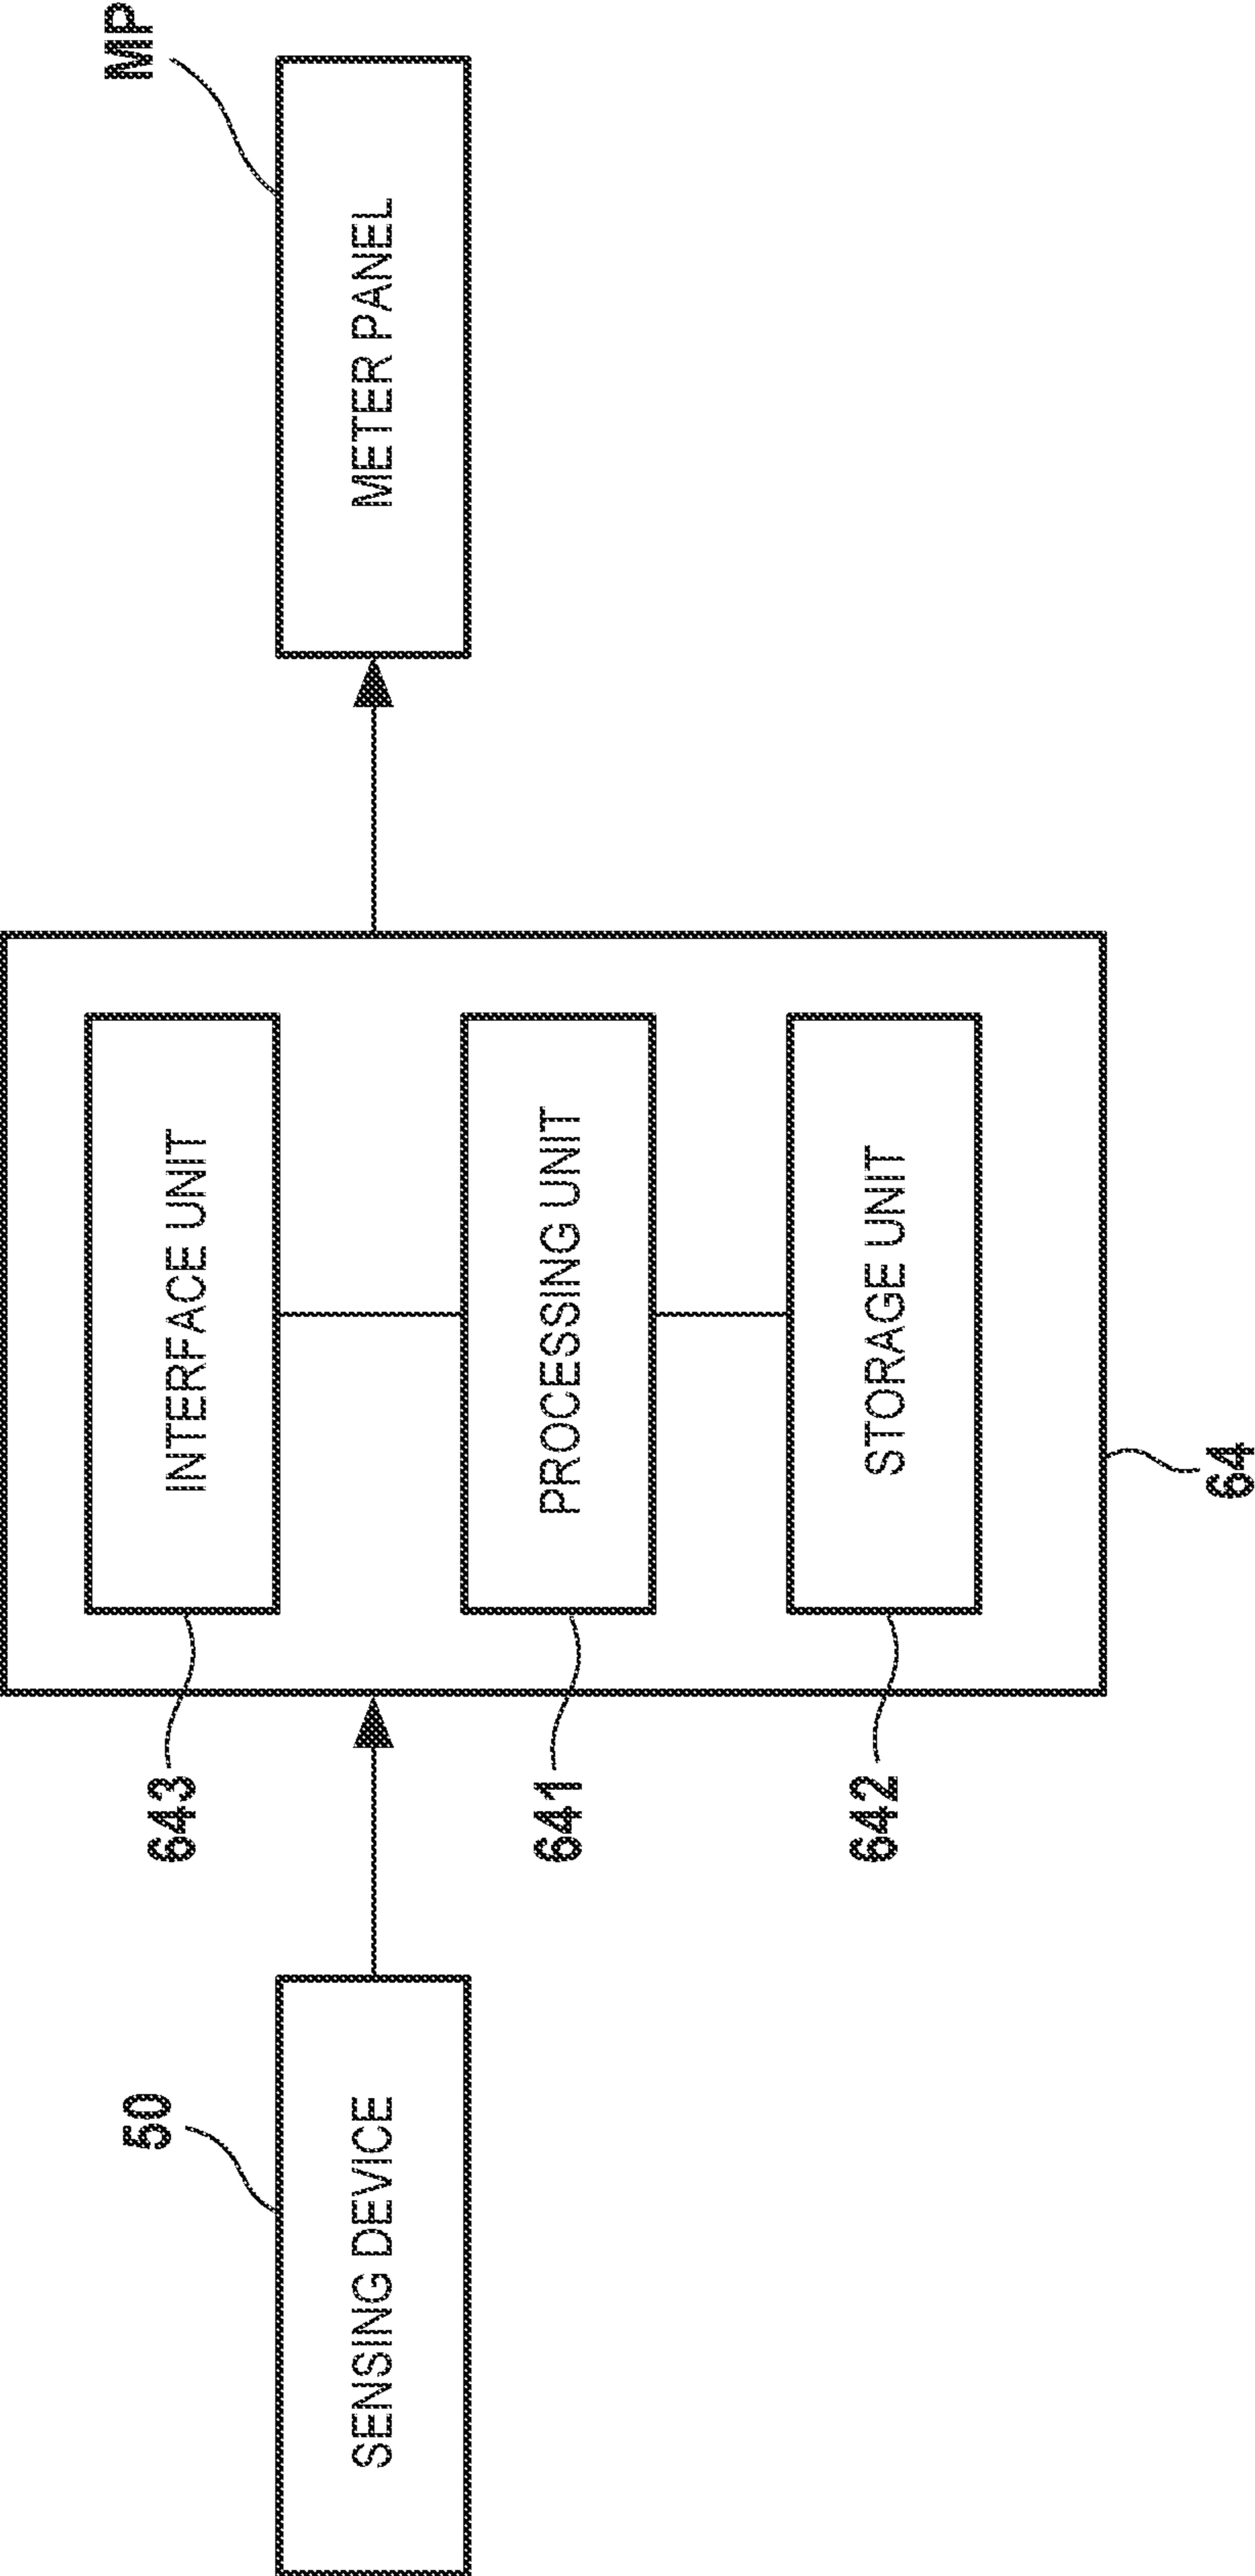 50
SENSING DEVICE
643
INTERFACE UNIT
641
PROCESSING UNIT
642
STORAGE UNIT
64
MP
METER PANEL